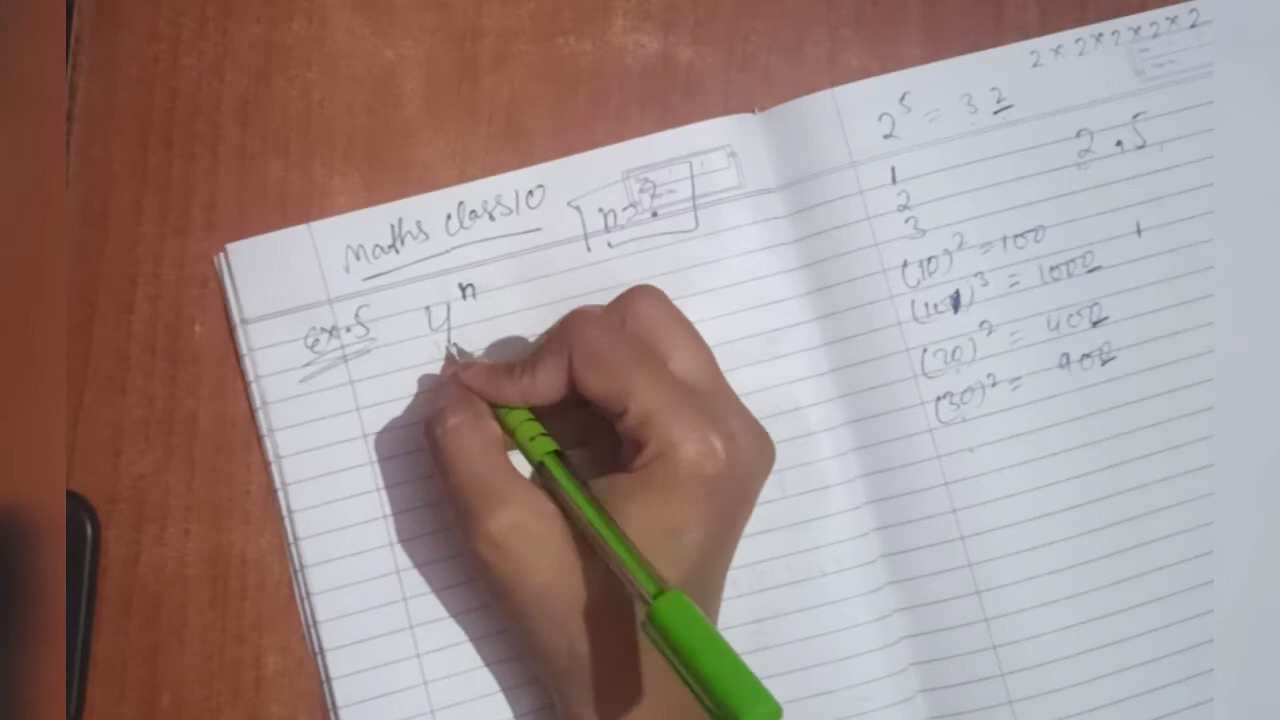 maths class 10
Ex.5
4ⁿ
2 × 2 × 2 × 2 × 2
2⁵ = 32
2.5
1
2
3
(10)² = 100
(10)³ = 1000
(20)² = 400
(30)² = 900